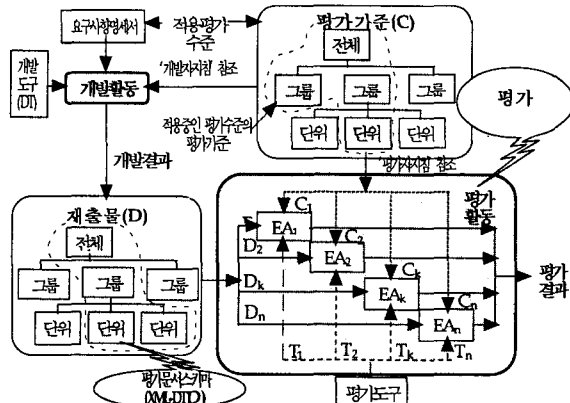 요구사항명세서
적용평가
수준
평가 기준(C)
전체
그룹
그룹
그룹
단위
단위
단위
개발
도구
(DT)
개발활동
'개발자지침' 참조
적용중인 평가수준의
평가기준
평가
개발결과
'평가자지침' 참조
평가
활동
재출물(D)
전체
그룹
그룹
그룹
단위
단위
단위
C1
EA1
D2
C2
EA2
Dk
Ck
EAk
Dn
Cn
EAn
T1
T2
Tk
Tn
평가
결과
평가문서스키마
(XML DTD)
평가도구